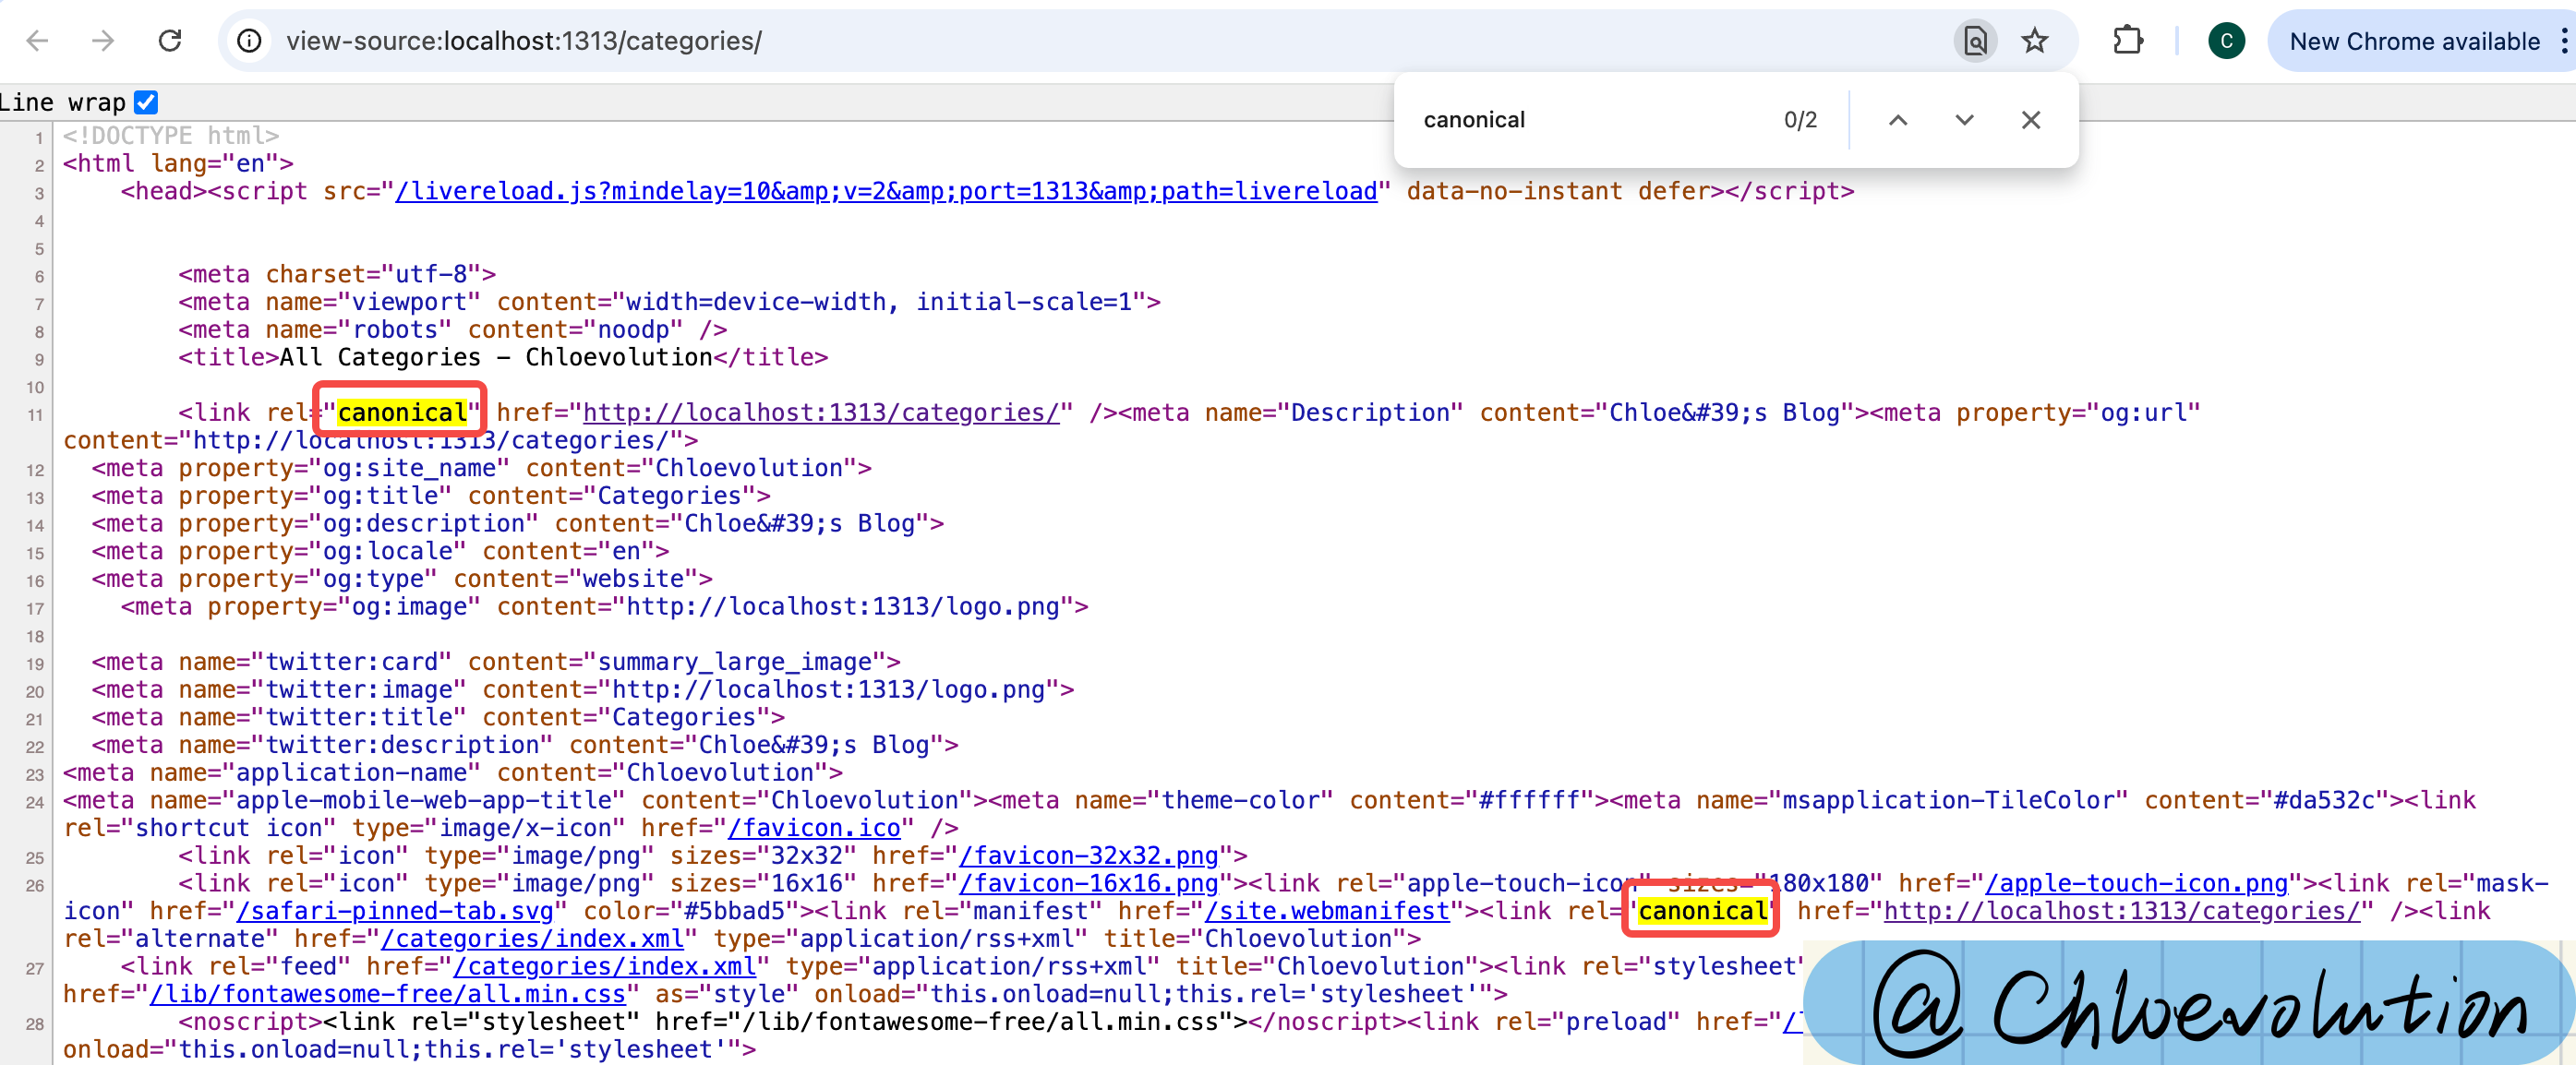 view-source:localhost:1313/categories/
C
New Chrome available
Line wrap
canonical
0/2
1 <!DOCTYPE html>
2 <html lang="en">
3 <head><script src="/livereload.js?mindelay=10&amp;v=2&amp;port=1313&amp;path=livereload" data-no-instant defer></script>
4
5
6 <meta charset="utf-8">
7 <meta name="viewport" content="width=device-width, initial-scale=1">
8 <meta name="robots" content="noodp" />
9 <title>All Categories - Chloevolution</title>
10
11 <link rel="canonical" href="http://localhost:1313/categories/" /><meta name="Description" content="Chloe&#39;s Blog"><meta property="og:url"
content="http://localhost:1313/categories/">
12 <meta property="og:site_name" content="Chloevolution">
13 <meta property="og:title" content="Categories">
14 <meta property="og:description" content="Chloe&#39;s Blog">
15 <meta property="og:locale" content="en">
16 <meta property="og:type" content="website">
17 <meta property="og:image" content="http://localhost:1313/logo.png">
18
19 <meta name="twitter:card" content="summary_large_image">
20 <meta name="twitter:image" content="http://localhost:1313/logo.png">
21 <meta name="twitter:title" content="Categories">
22 <meta name="twitter:description" content="Chloe&#39;s Blog">
23 <meta name="application-name" content="Chloevolution">
24 <meta name="apple-mobile-web-app-title" content="Chloevolution"><meta name="theme-color" content="#ffffff"><meta name="msapplication-TileColor" content="#da532c"><link
rel="shortcut icon" type="image/x-icon" href="/favicon.ico" />
25 <link rel="icon" type="image/png" sizes="32x32" href="/favicon-32x32.png">
26 <link rel="icon" type="image/png" sizes="16x16" href="/favicon-16x16.png"><link rel="apple-touch-icon" sizes="180x180" href="/apple-touch-icon.png"><link rel="mask-
icon" href="/safari-pinned-tab.svg" color="#5bbad5"><link rel="manifest" href="/site.webmanifest"><link rel="canonical" href="http://localhost:1313/categories/" /><link
rel="alternate" href="/categories/index.xml" type="application/rss+xml" title="Chloevolution">
27 <link rel="feed" href="/categories/index.xml" type="application/rss+xml" title="Chloevolution"><link rel="stylesheet"
href="/lib/fontawesome-free/all.min.css" as="style" onload="this.onload=null;this.rel='stylesheet'">
28 <noscript><link rel="stylesheet" href="/lib/fontawesome-free/all.min.css"></noscript><link rel="preload" href="/
onload="this.onload=null;this.rel='stylesheet'">
@Chloevolution